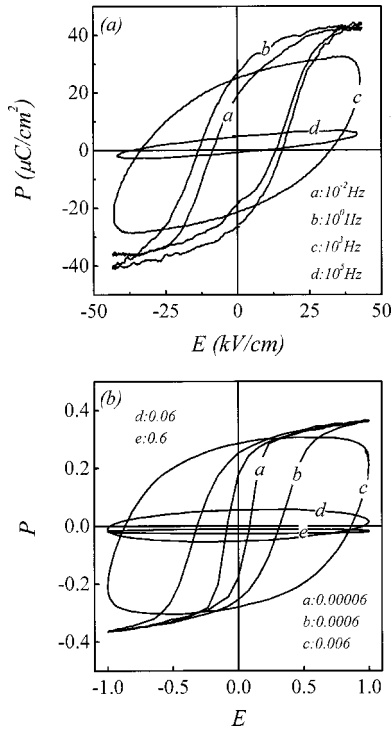 (a)
40
20
0
-20
-40
P (μC/cm²)
b
a
c
d
a:10⁻²Hz
b:10⁰Hz
c:10³Hz
d:10⁵Hz
-50 -25 0 25 50
E (kV/cm)
(b)
d:0.06
e:0.6
0.4
0.2
0.0
-0.2
-0.4
P
a
b
c
d
e
a:0.00006
b:0.0006
c:0.006
-1.0 -0.5 0.0 0.5 1.0
E